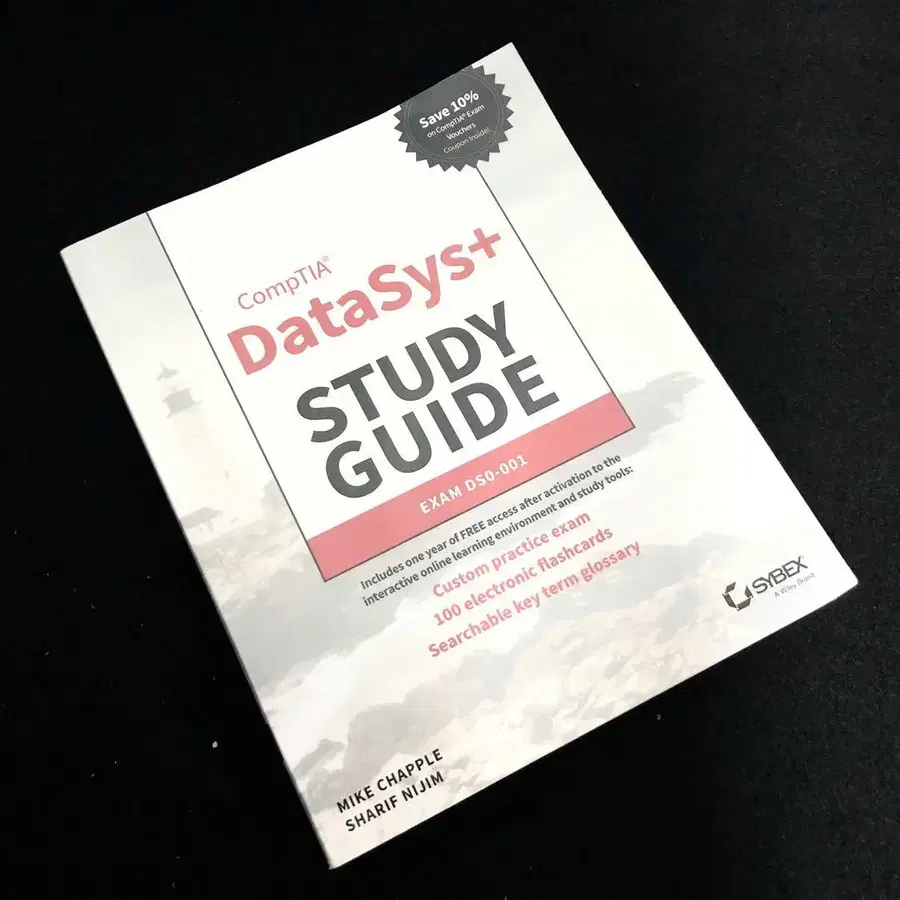 Save 10%
on CompTIA® Exam
Vouchers
Coupon Inside!
CompTIA®
DataSys+
STUDY
GUIDE
EXAM DS0-001
Includes one year of FREE access after activation to the
interactive online learning environment and study tools:
Custom practice exam
100 electronic flashcards
Searchable key term glossary
SYBEX®
A Wiley Brand
MIKE CHAPPLE
SHARIF NIJIM